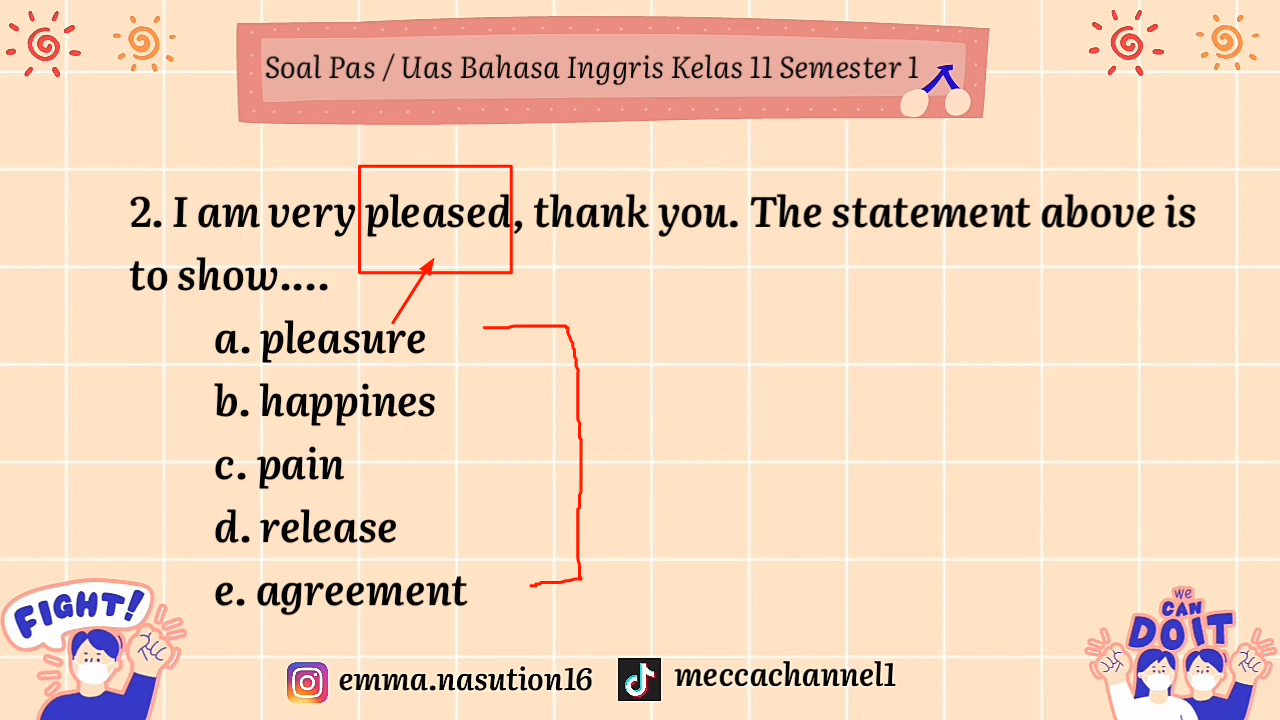 Soal Pas / Uas Bahasa Inggris Kelas 11 Semester 1
2. I am very pleased, thank you. The statement above is
to show....
a. pleasure
b. happines
c. pain
d. release
e. agreement
FIGHT!
WE
CAN
DO IT
emma.nasution16
meccachannel1